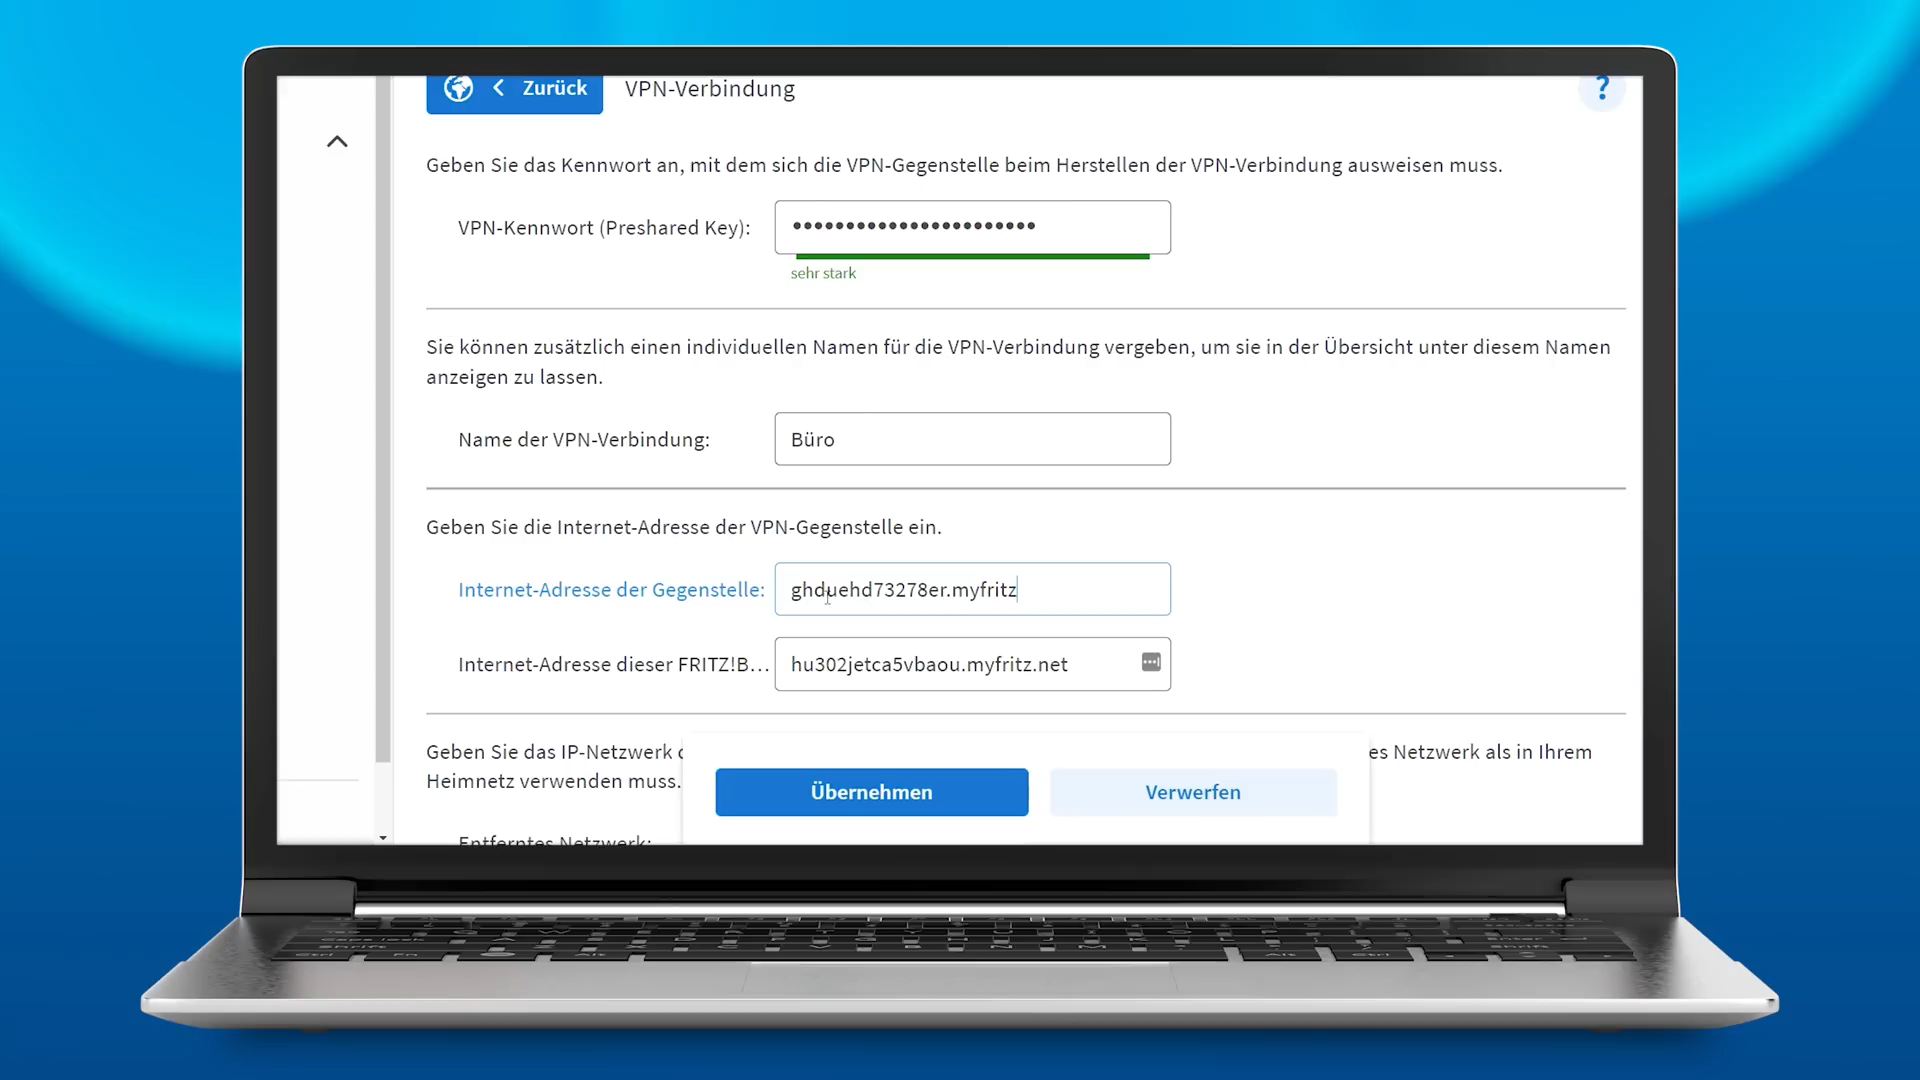 Zurück
VPN-Verbindung
?
Geben Sie das Kennwort an, mit dem sich die VPN-Gegenstelle beim Herstellen der VPN-Verbindung ausweisen muss.
VPN-Kennwort (Preshared Key): ••••••••••••••••••••••
sehr stark
Sie können zusätzlich einen individuellen Namen für die VPN-Verbindung vergeben, um sie in der Übersicht unter diesem Namen
anzeigen zu lassen.
Name der VPN-Verbindung: Büro
Geben Sie die Internet-Adresse der VPN-Gegenstelle ein.
Internet-Adresse der Gegenstelle: ghduehd73278er.myfritz
Internet-Adresse dieser FRITZ!B... hu302jetca5vbaou.myfritz.net
Geben Sie das IP-Netzwerk es Netzwerk als in Ihrem
Heimnetz verwenden muss.
Übernehmen
Verwerfen
Entferntes Netzwerk: